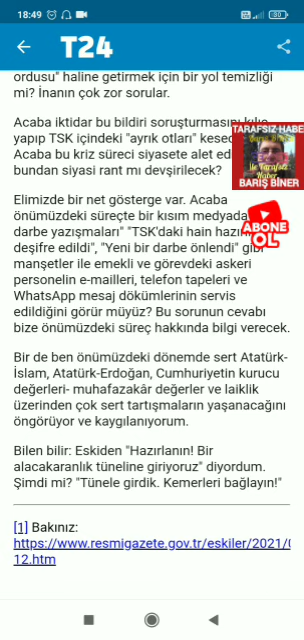 18:49
80
T24
ordusu" haline getirmek için bir yol temizliği
mi? İnanın çok zor sorular.
Acaba iktidar bu bildiri soruşturmasını kılıç
yapıp TSK içindeki "ayrık otları"
Acaba bu kriz süreci siyasete alet
bundan siyasi rant mı devşirilecek?
TARAFSIZ HABER
Barış Biner
ile Tarafsız
Haber
BARIŞ BİNER
Elimizde bir net gösterge var. Acaba
önümüzdeki süreçte bir kısım medyada
darbe yazışmaları" "TSK'daki hain
deşifre edildi", "Yeni bir darbe önlendi" gibi
ABONE
OL
manşetler ile emekli ve görevdeki askeri
personelin e-mailleri, telefon tapeleri ve
WhatsApp mesaj dökümlerinin servis
edildiğini görür müyüz? Bu sorunun cevabı
bize önümüzdeki süreç hakkında bilgi verecek.
Bir de ben önümüzdeki dönemde sert Atatürk-
İslam, Atatürk-Erdoğan, Cumhuriyetin kurucu
değerleri- muhafazakâr değerler ve laiklik
üzerinden çok sert tartışmaların yaşanacağını
öngörüyor ve kaygılanıyorum.
Bilen bilir: Eskiden "Hazırlanın! Bir
alacakaranlık tüneline giriyoruz" diyordum.
Şimdi mi? "Tünele girdik. Kemerleri bağlayın!"
[1] Bakınız:
https://www.resmigazete.gov.tr/eskiler/2021/0
12.htm